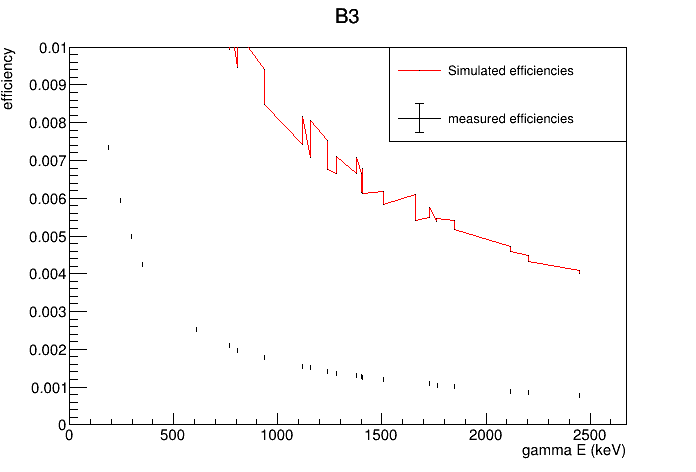 B3
efficiency
0.01
0.009
0.008
0.007
0.006
0.005
0.004
0.003
0.002
0.001
0
Simulated efficiencies
measured efficiencies
0 500 1000 1500 2000 2500
gamma E (keV)